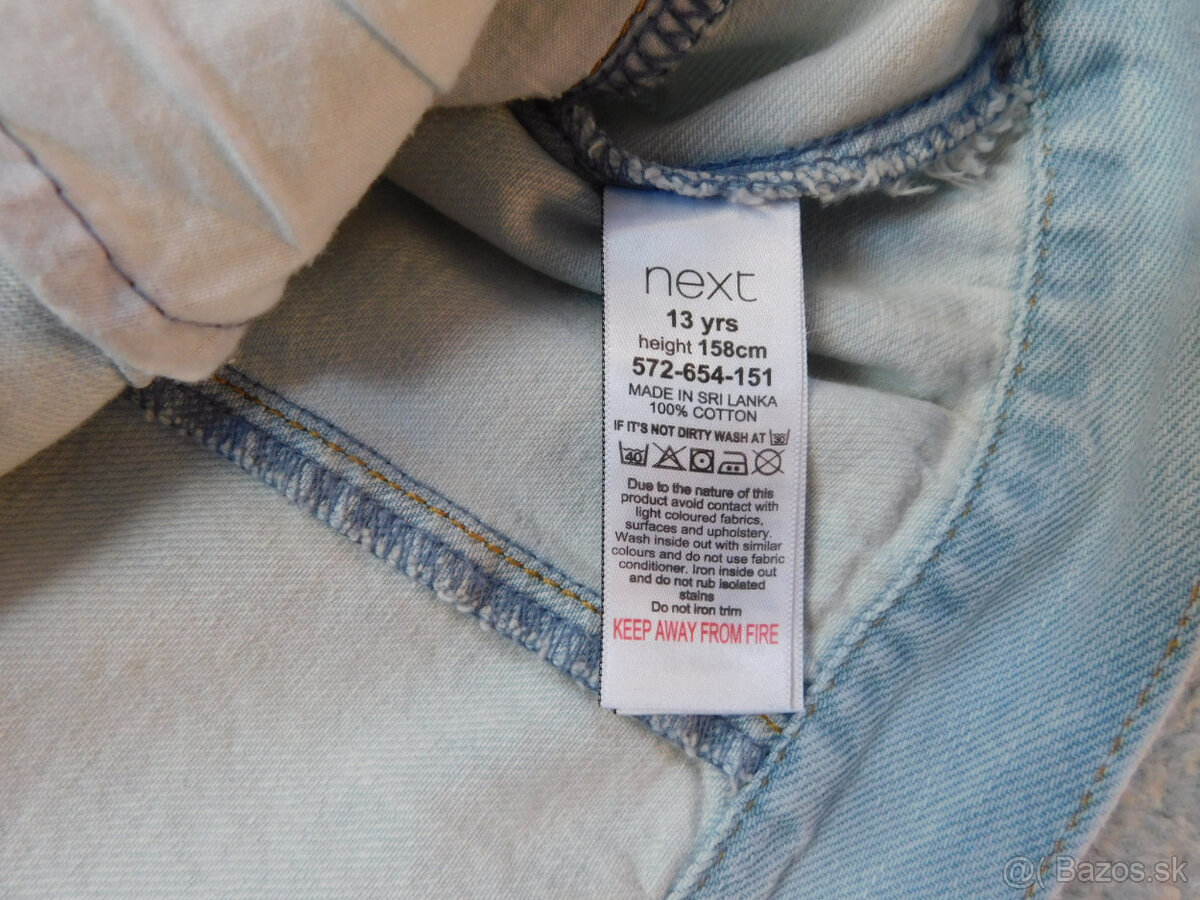 next
13 yrs
height 158cm
572-654-151
MADE IN SRI LANKA
100% COTTON
IF IT'S NOT DIRTY WASH AT 30
40
Due to the nature of this
product avoid contact with
light coloured fabrics,
surfaces and upholstery.
Wash inside out with similar
colours and do not use fabric
conditioner. Iron inside out
and do not rub isolated
stains
Do not iron trim
KEEP AWAY FROM FIRE
@( Bazos.sk